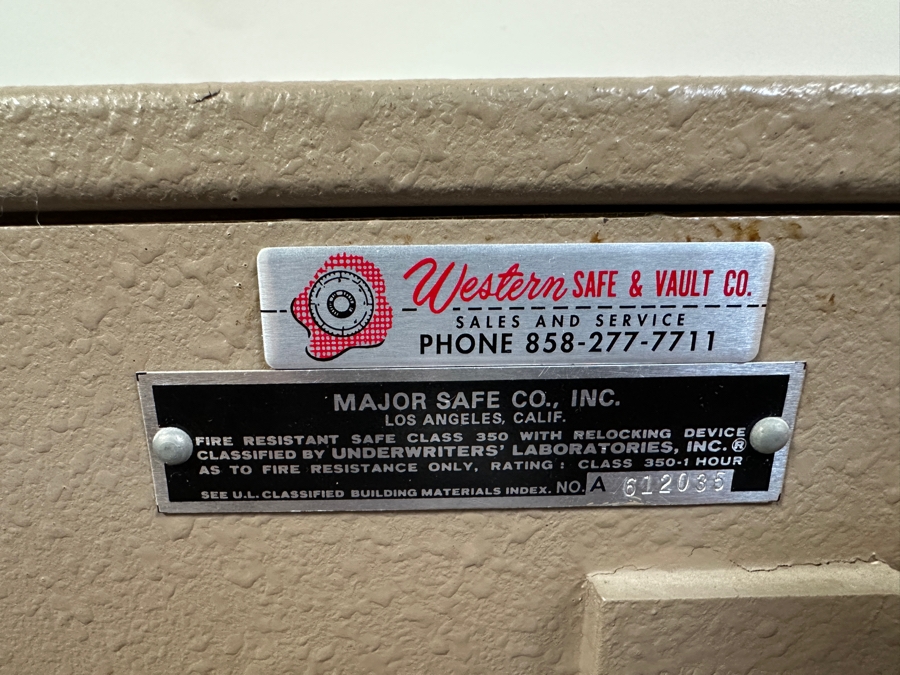 Western SAFE & VAULT CO.
SALES AND SERVICE
PHONE 858-277-7711
MAJOR SAFE CO., INC.
LOS ANGELES, CALIF.
FIRE RESISTANT SAFE CLASS 350 WITH RELOCKING DEVICE
CLASSIFIED BY UNDERWRITERS' LABORATORIES, INC.®
AS TO FIRE RESISTANCE ONLY, RATING: CLASS 350-1 HOUR
SEE U.L. CLASSIFIED BUILDING MATERIALS INDEX. NO. A 612035